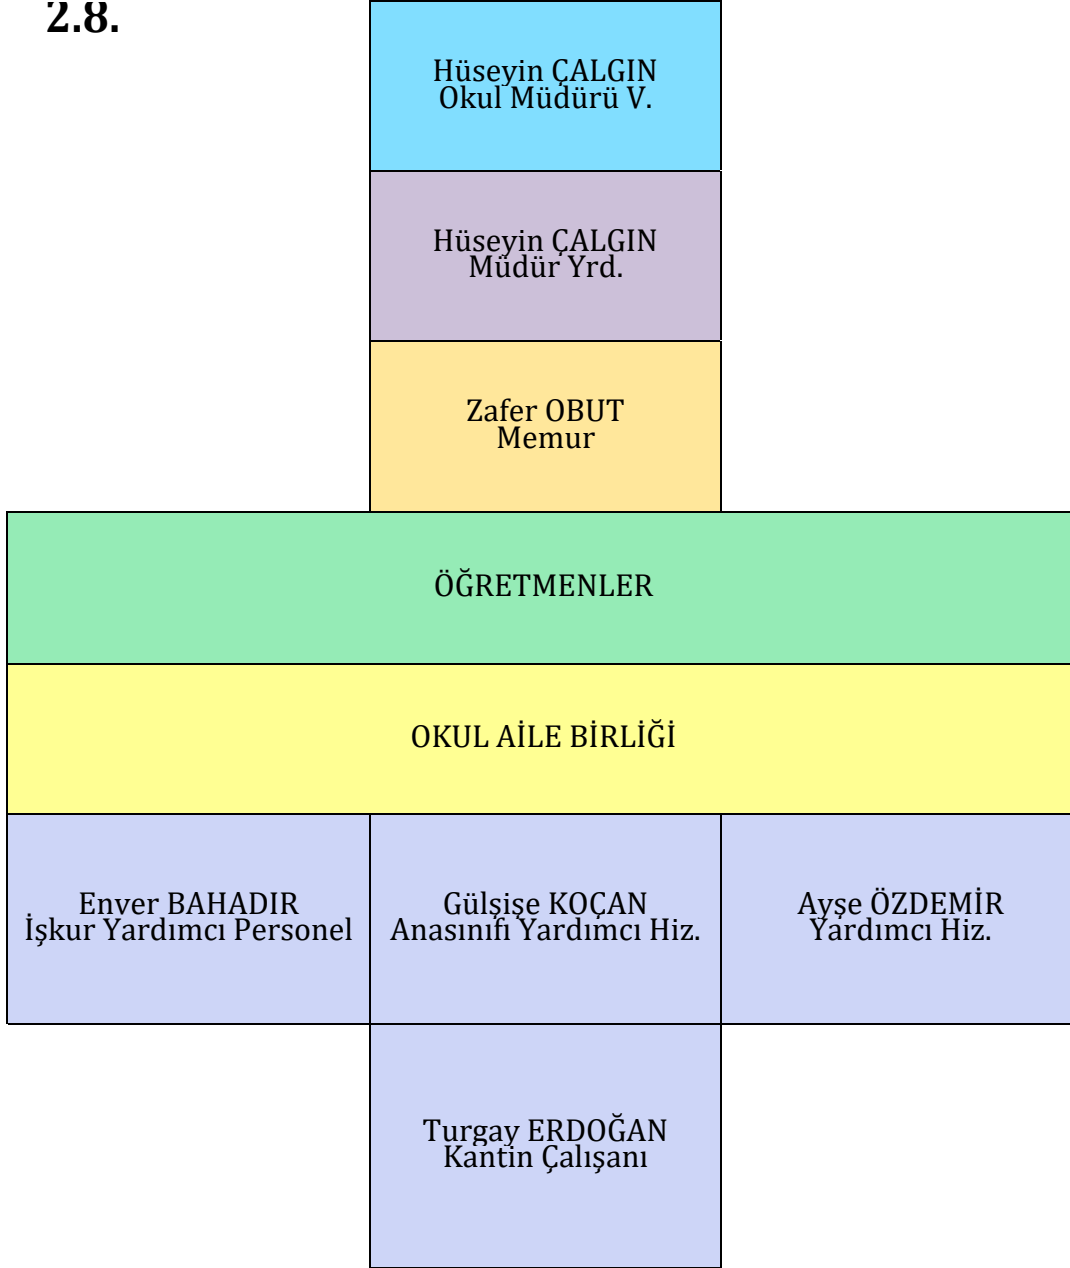 2.8.
Hüseyin ÇALGIN
Okul Müdürü V.
Hüseyin ÇALGIN
Müdür Yrd.
Zafer OBUT
Memur
ÖĞRETMENLER
OKUL AİLE BİRLİĞİ
Enver BAHADIR
İşkur Yardımcı Personel
Gülşişe KOÇAN
Anasınıfı Yardımcı Hiz.
Ayşe ÖZDEMİR
Yardımcı Hiz.
Turgay ERDOĞAN
Kantin Çalışanı